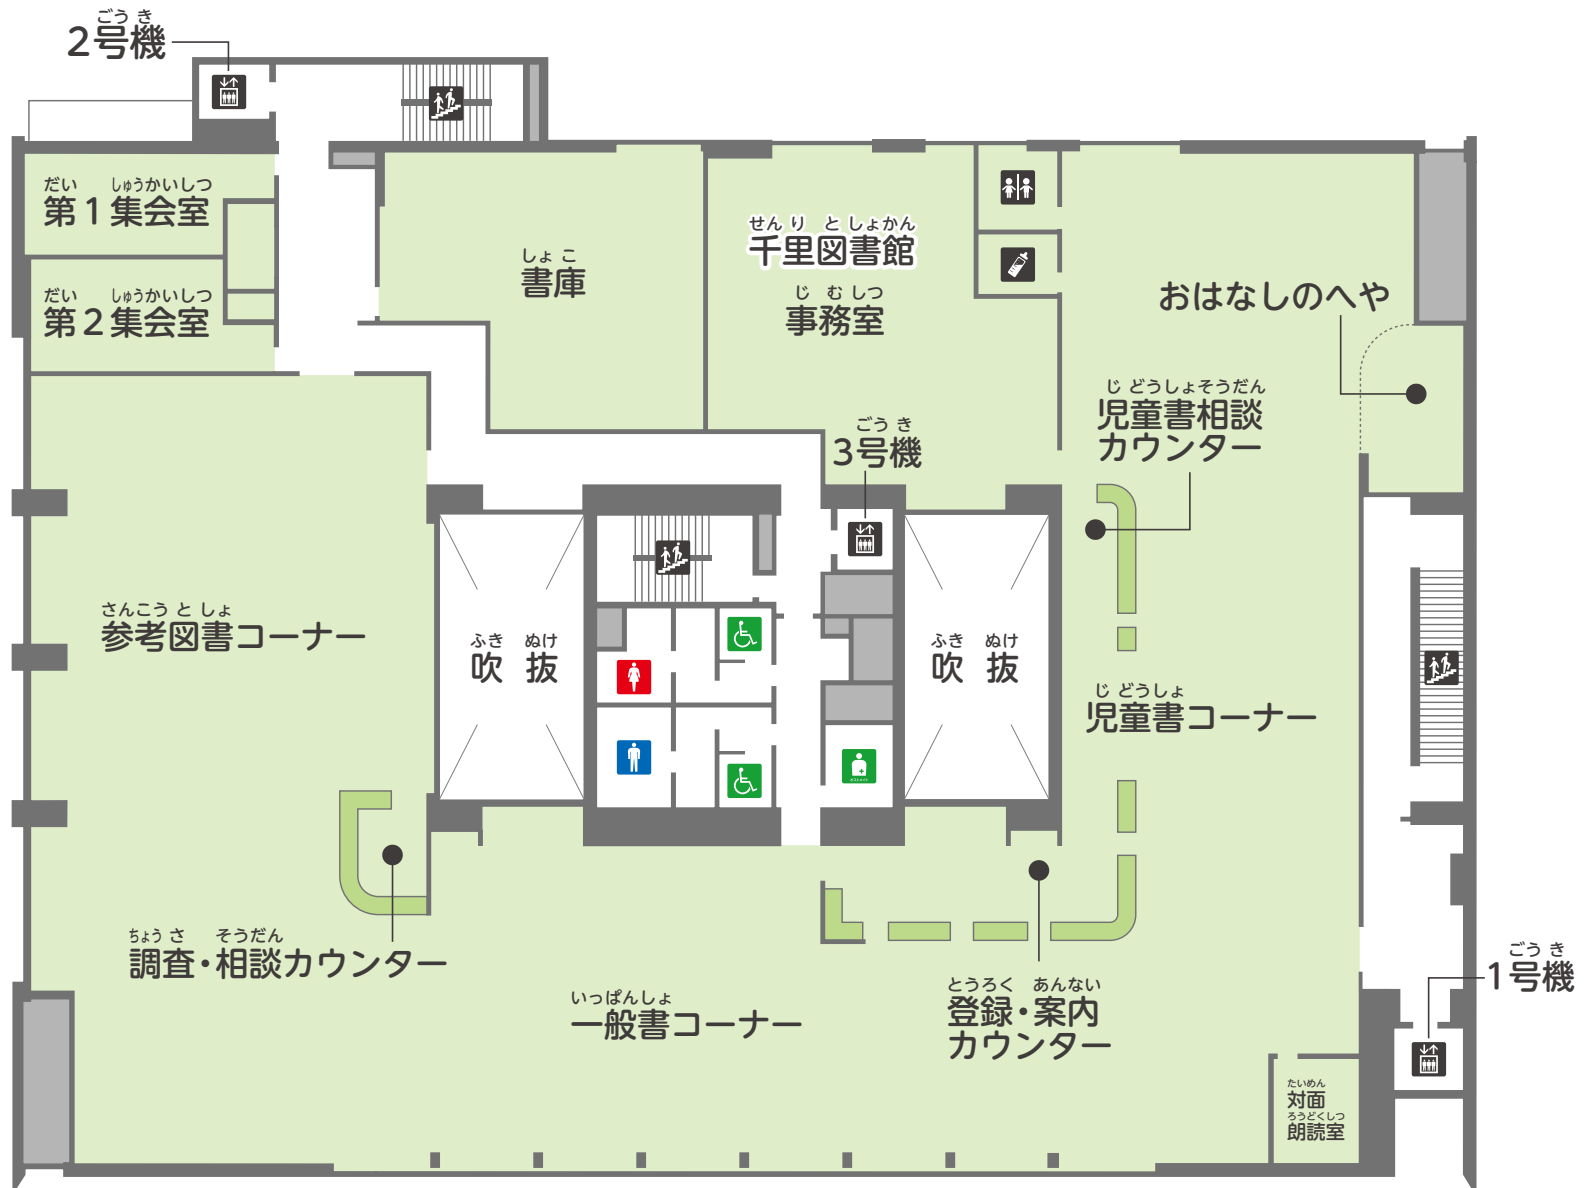 ごうき
2号機
だい しゅうかいしつ
第1集会室
だい しゅうかいしつ
第2集会室
しょこ
書庫
せんり としょかん
千里図書館
じむしつ
事務室
おはなしのへや
じどうしょそうだん
児童書相談
カウンター
ごうき
3号機
さんこうとしょ
参考図書コーナー
ふき ぬけ
吹抜
ふき ぬけ
吹抜
じどうしょ
児童書コーナー
ちょうさ そうだん
調査・相談カウンター
いっぱんしょ
一般書コーナー
とうろく あんない
登録・案内
カウンター
ごうき
1号機
たいめん
対面
ろうどくしつ
朗読室